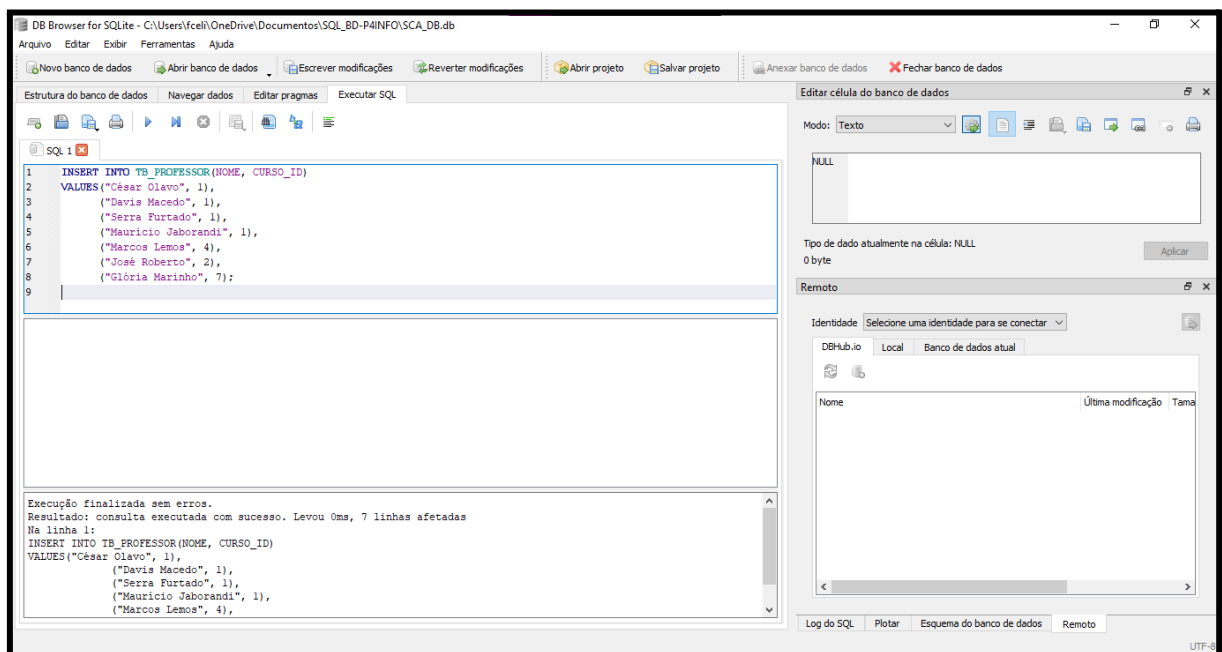 DB Browser for SQLite - C:\Users\fceli\OneDrive\Documentos\SQL_BD-P4INFO\SCA_DB.db
Arquivo Editar Exibir Ferramentas Ajuda
Novo banco de dados Abrir banco de dados Escrever modificações Reverter modificações Abrir projeto Salvar projeto Anexar banco de dados Fechar banco de dados
Estrutura do banco de dados Navegar dados Editar pragmas Executar SQL
SQL 1
1 INSERT INTO TB_PROFESSOR(NOME, CURSO_ID)
2 VALUES("César Olavo", 1),
3 ("Davis Macedo", 1),
4 ("Serra Furtado", 1),
5 ("Maurício Jaborandi", 1),
6 ("Marcos Lemos", 4),
7 ("José Roberto", 2),
8 ("Glória Marinho", 7);
9
Execução finalizada sem erros.
Resultado: consulta executada com sucesso. Levou 0ms, 7 linhas afetadas
Na linha 1:
INSERT INTO TB_PROFESSOR(NOME, CURSO_ID)
VALUES("César Olavo", 1),
("Davis Macedo", 1),
("Serra Furtado", 1),
("Maurício Jaborandi", 1),
("Marcos Lemos", 4),
Editar célula do banco de dados
Modo: Texto
NULL
Tipo de dado atualmente na célula: NULL
0 byte
Aplicar
Remoto
Identidade Selecione uma identidade para se conectar
DBHub.io Local Banco de dados atual
Nome Última modificação Tama
Log do SQL Plotar Esquema do banco de dados Remoto
UTF-8